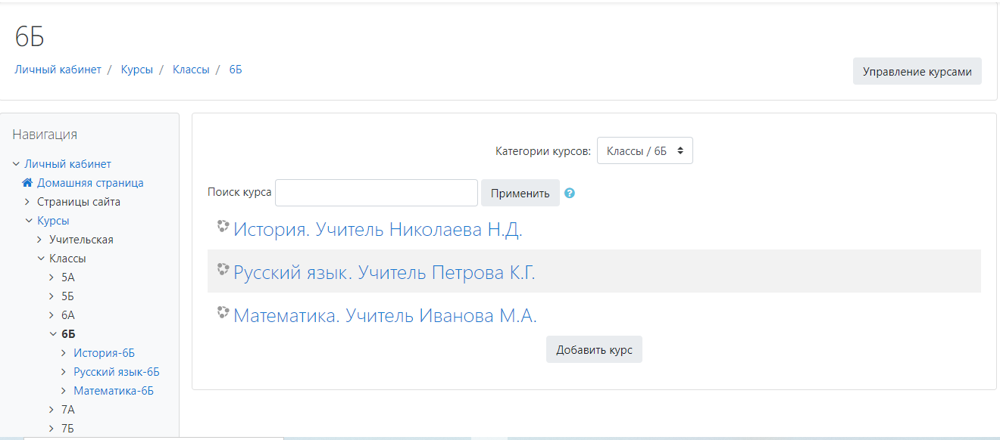 6Б
Личный кабинет / Курсы / Классы / 6Б
Управление курсами
Навигация
Личный кабинет
Домашняя страница
Страницы сайта
Курсы
Учительская
Классы
5А
5Б
6А
6Б
История-6Б
Русский язык-6Б
Математика-6Б
7А
7Б
Категории курсов: Классы / 6Б
Поиск курса Применить ?
История. Учитель Николаева Н.Д.
Русский язык. Учитель Петрова К.Г.
Математика. Учитель Иванова М.А.
Добавить курс